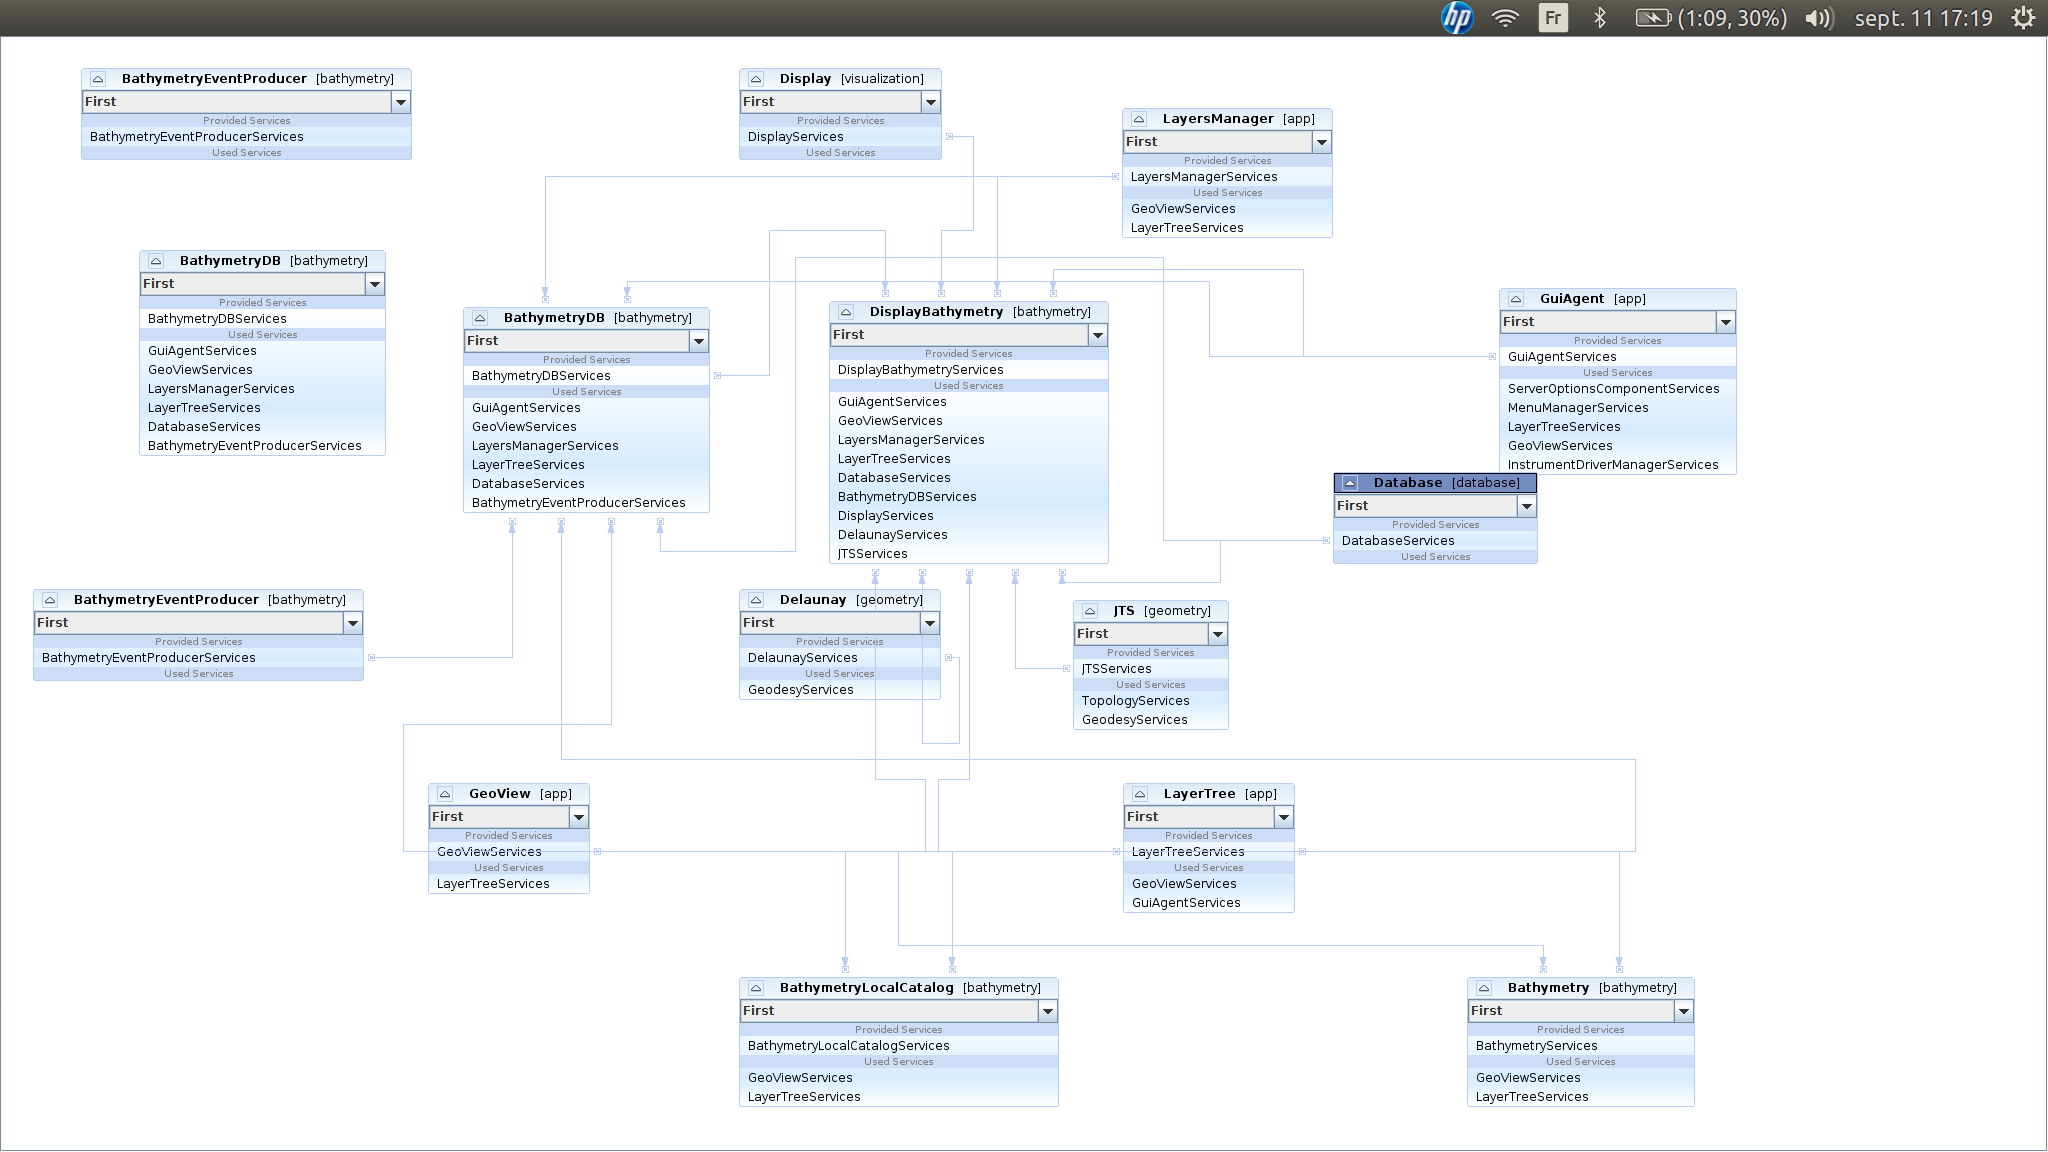 hp Fr (1:09, 30%) sept. 11 17:19
BathymetryEventProducer [bathymetry]
First
Provided Services
BathymetryEventProducerServices
Used Services
Display [visualization]
First
Provided Services
DisplayServices
Used Services
LayersManager [app]
First
Provided Services
LayersManagerServices
Used Services
GeoViewServices
LayerTreeServices
BathymetryDB [bathymetry]
First
Provided Services
BathymetryDBServices
Used Services
GuiAgentServices
GeoViewServices
LayersManagerServices
LayerTreeServices
DatabaseServices
BathymetryEventProducerServices
BathymetryDB [bathymetry]
First
Provided Services
BathymetryDBServices
Used Services
GuiAgentServices
GeoViewServices
LayersManagerServices
LayerTreeServices
DatabaseServices
BathymetryEventProducerServices
DisplayBathymetry [bathymetry]
First
Provided Services
DisplayBathymetryServices
Used Services
GuiAgentServices
GeoViewServices
LayersManagerServices
LayerTreeServices
DatabaseServices
BathymetryDBServices
DisplayServices
DelaunayServices
JTSServices
GuiAgent [app]
First
Provided Services
GuiAgentServices
Used Services
ServerOptionsComponentServices
MenuManagerServices
LayerTreeServices
GeoViewServices
InstrumentDriverManagerServices
Database [database]
First
Provided Services
DatabaseServices
Used Services
BathymetryEventProducer [bathymetry]
First
Provided Services
BathymetryEventProducerServices
Used Services
Delaunay [geometry]
First
Provided Services
DelaunayServices
Used Services
GeodesyServices
JTS [geometry]
First
Provided Services
JTSServices
Used Services
TopologyServices
GeodesyServices
GeoView [app]
First
Provided Services
GeoViewServices
Used Services
LayerTreeServices
LayerTree [app]
First
Provided Services
LayerTreeServices
Used Services
GeoViewServices
GuiAgentServices
BathymetryLocalCatalog [bathymetry]
First
Provided Services
BathymetryLocalCatalogServices
Used Services
GeoViewServices
LayerTreeServices
Bathymetry [bathymetry]
First
Provided Services
BathymetryServices
Used Services
GeoViewServices
LayerTreeServices